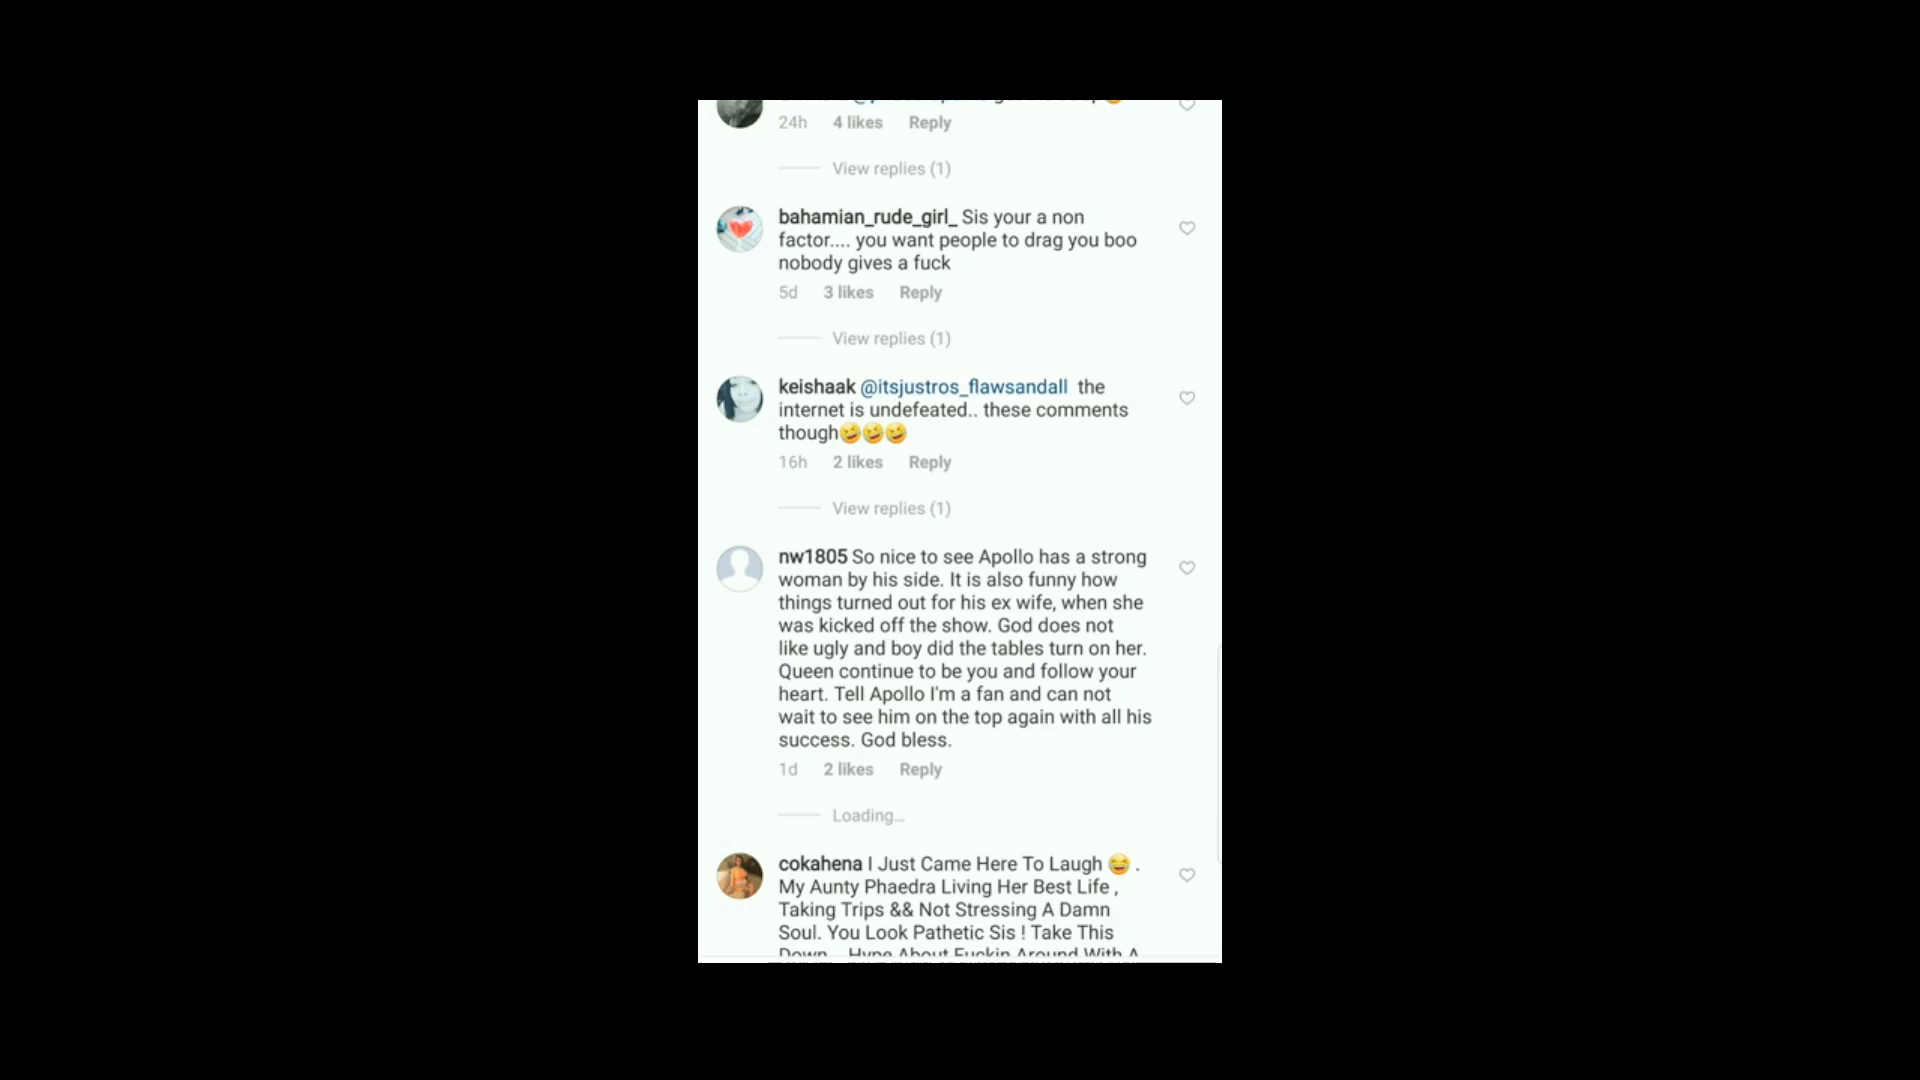 24h 4 likes Reply
View replies (1)
bahamian_rude_girl_ Sis your a non
factor.... you want people to drag you boo
nobody gives a fuck
5d 3 likes Reply
View replies (1)
keishaak @itsjustros_flawsandall the
internet is undefeated.. these comments
though🤣🤣🤣
16h 2 likes Reply
View replies (1)
nw1805 So nice to see Apollo has a strong
woman by his side. It is also funny how
things turned out for his ex wife, when she
was kicked off the show. God does not
like ugly and boy did the tables turn on her.
Queen continue to be you and follow your
heart. Tell Apollo I'm a fan and can not
wait to see him on the top again with all his
success. God bless.
1d 2 likes Reply
Loading...
cokahena I Just Came Here To Laugh 😂 .
My Aunty Phaedra Living Her Best Life ,
Taking Trips && Not Stressing A Damn
Soul. You Look Pathetic Sis ! Take This
Down .. Hype About Fuckin Around With A